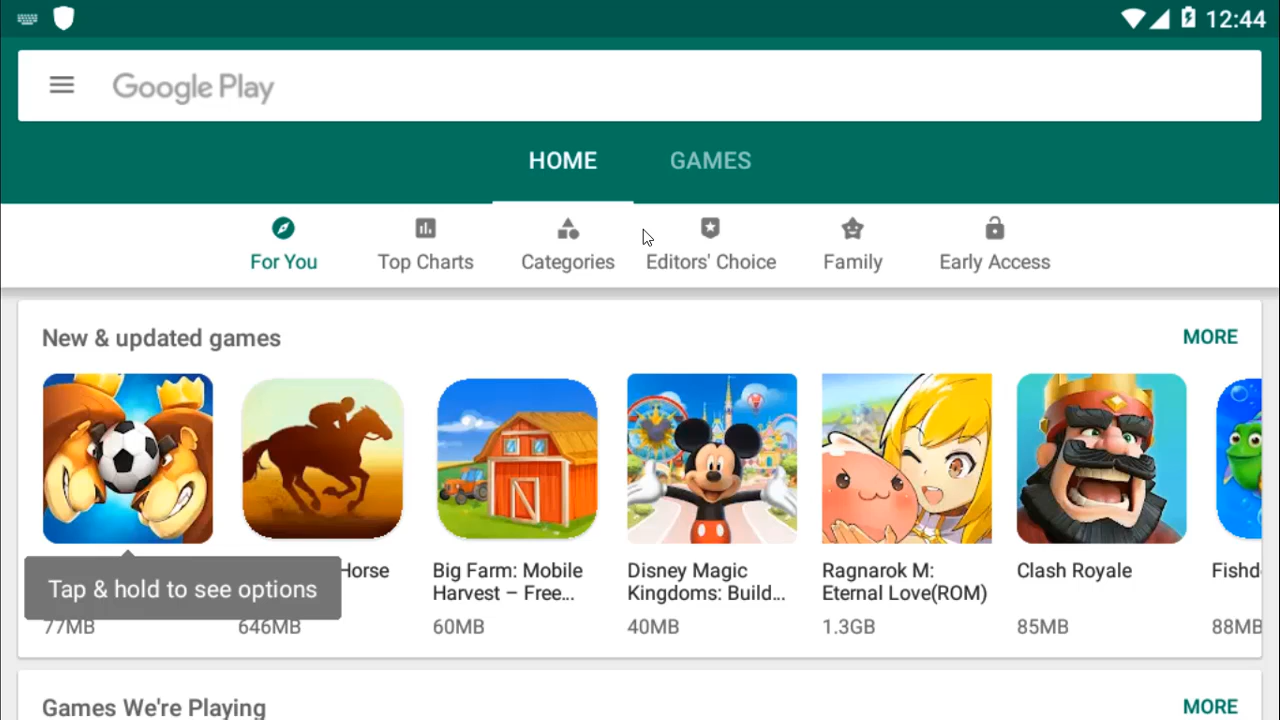 12:44
Google Play
HOME GAMES
For You Top Charts Categories Editors' Choice Family Early Access
New & updated games MORE
Tap & hold to see options
Horse
Big Farm: Mobile
Harvest – Free...
Disney Magic
Kingdoms: Build...
Ragnarok M:
Eternal Love(ROM)
Clash Royale
Fishd
77MB 646MB 60MB 40MB 1.3GB 85MB 88MB
Games We're Playing MORE